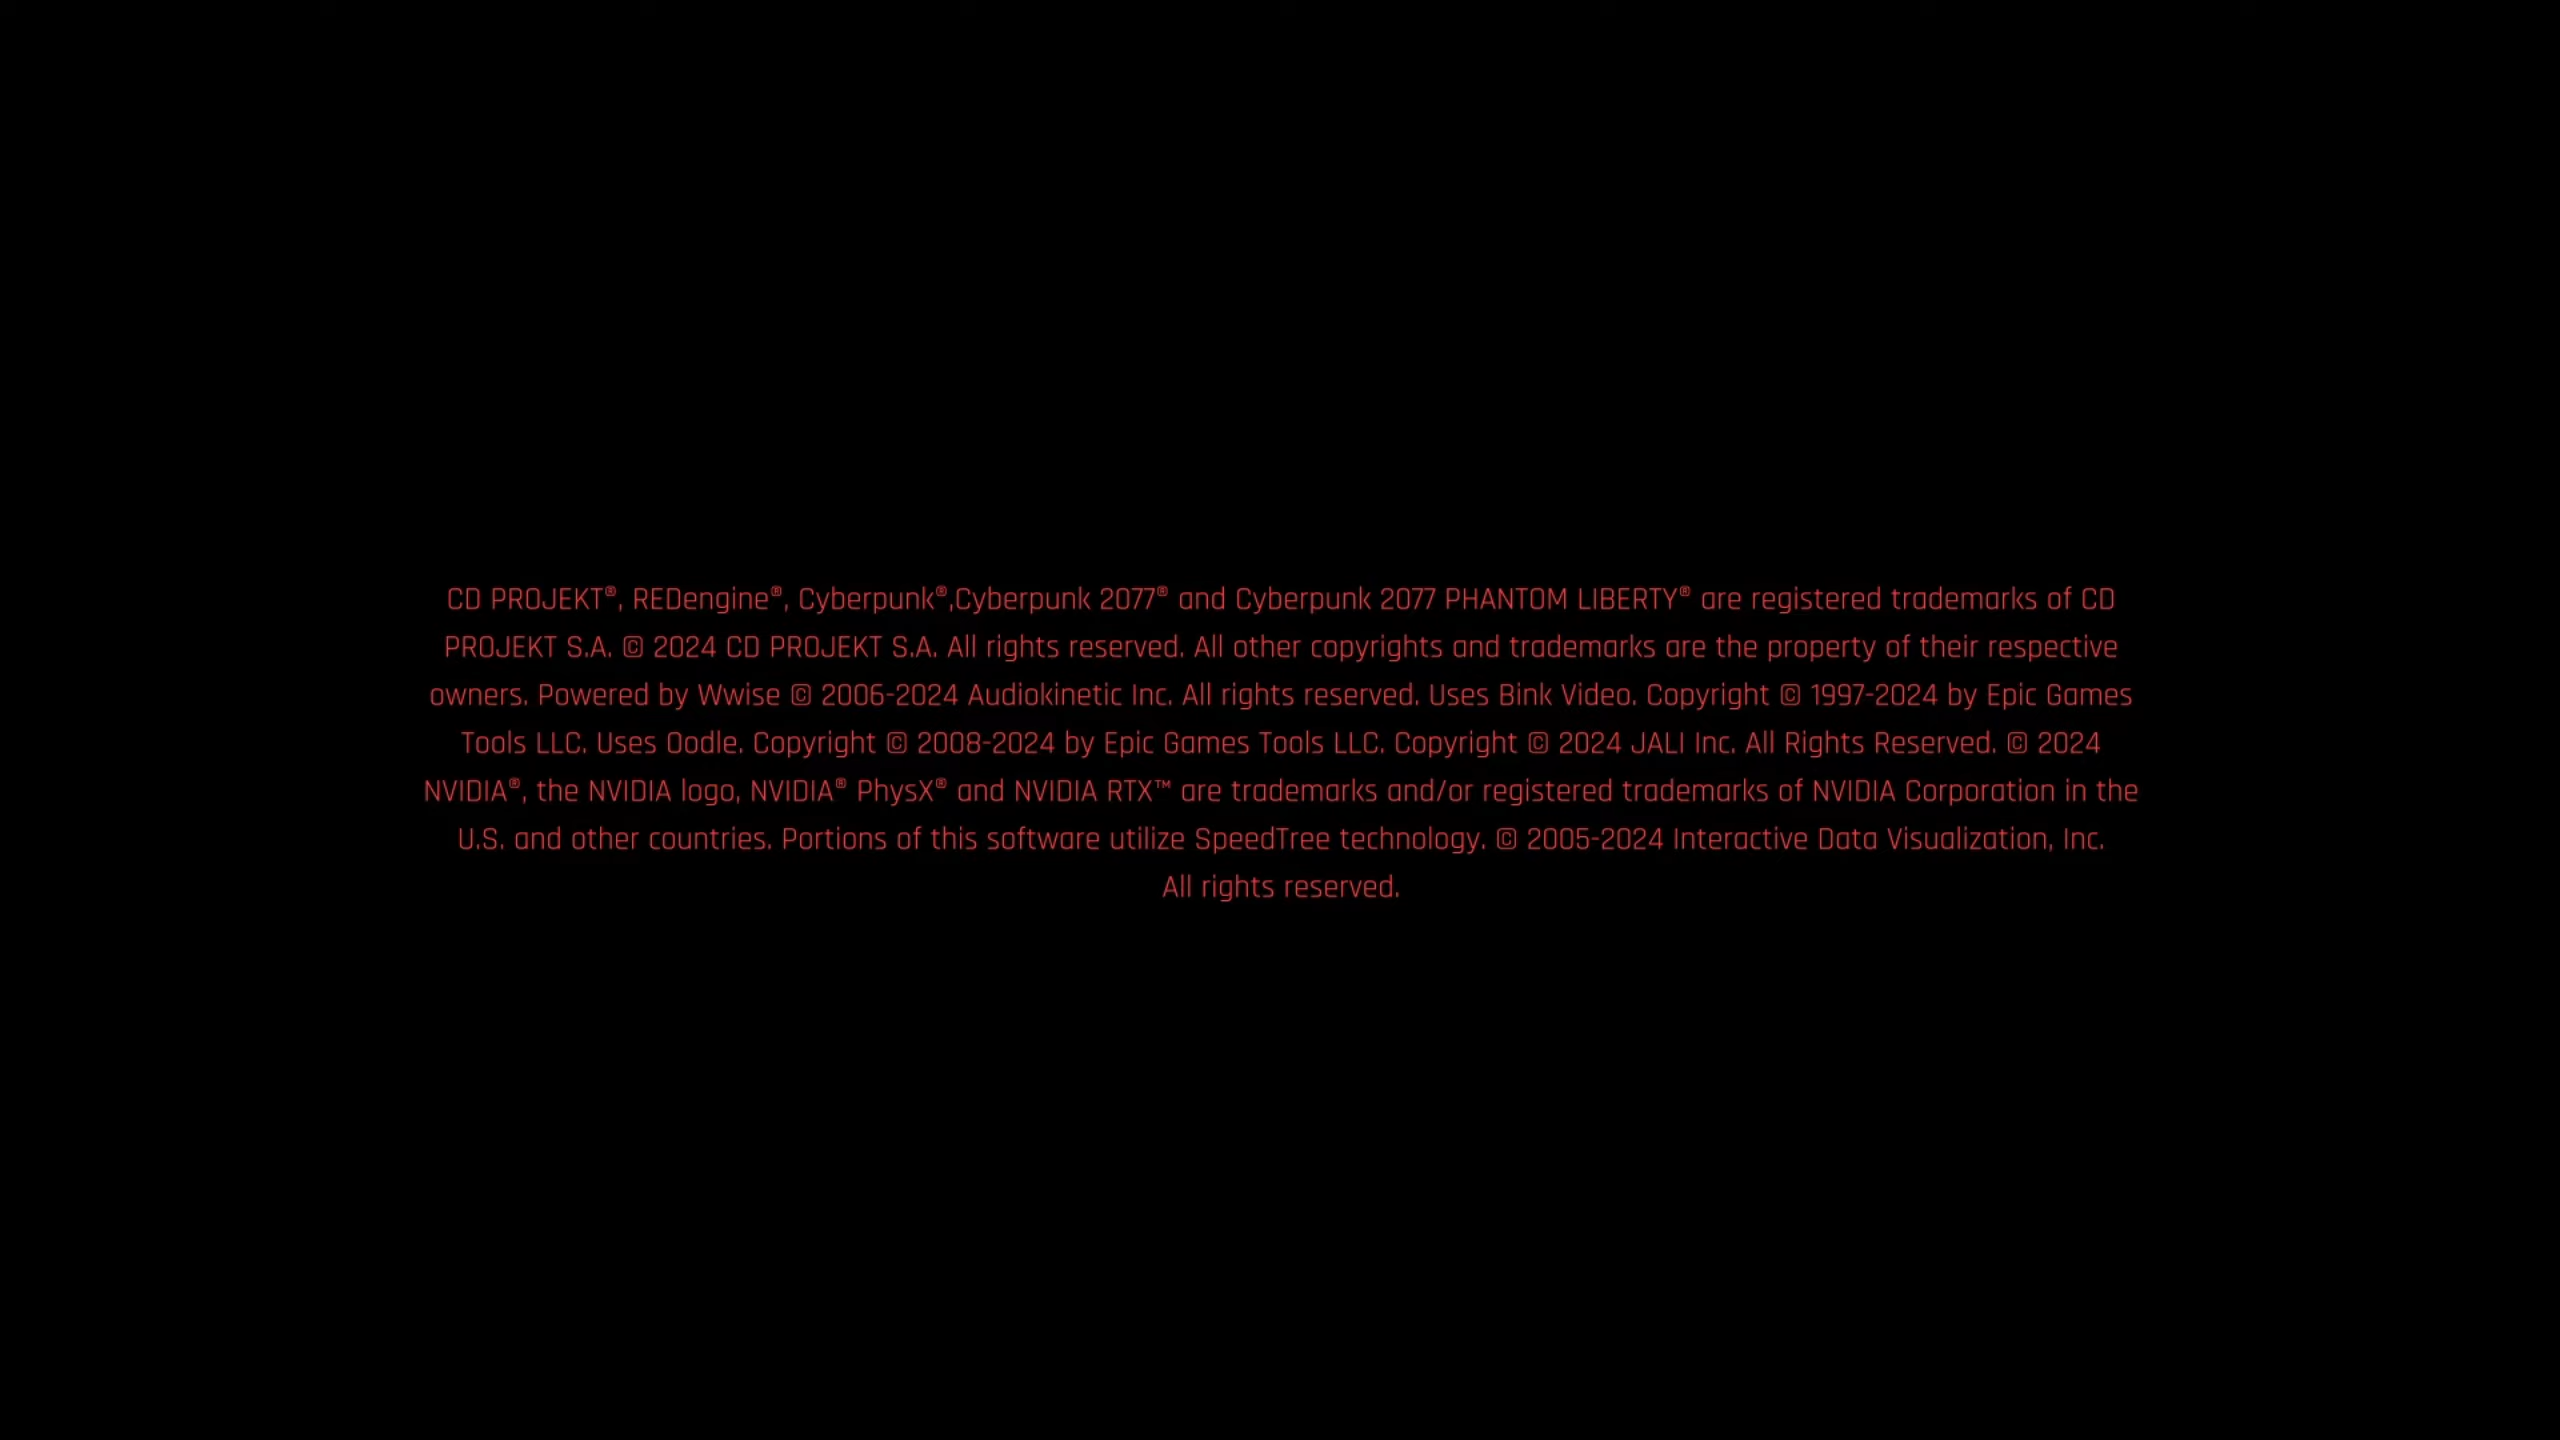 CD PROJEKT®, REDengine®, Cyberpunk®,Cyberpunk 2077® and Cyberpunk 2077 PHANTOM LIBERTY® are registered trademarks of CD
PROJEKT S.A. © 2024 CD PROJEKT S.A. All rights reserved. All other copyrights and trademarks are the property of their respective
owners. Powered by Wwise © 2006-2024 Audiokinetic Inc. All rights reserved. Uses Bink Video. Copyright © 1997-2024 by Epic Games
Tools LLC. Uses Oodle. Copyright © 2008-2024 by Epic Games Tools LLC. Copyright © 2024 JALI Inc. All Rights Reserved. © 2024
NVIDIA®, the NVIDIA logo, NVIDIA® PhysX® and NVIDIA RTX™ are trademarks and/or registered trademarks of NVIDIA Corporation in the
U.S. and other countries. Portions of this software utilize SpeedTree technology. © 2005-2024 Interactive Data Visualization, Inc.
All rights reserved.